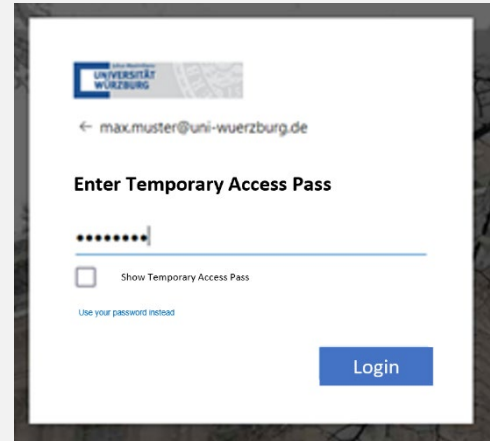 UNIVERSITÄT
WÜRZBURG
← max.muster@uni-wuerzburg.de
Enter Temporary Access Pass
•••••••••
Show Temporary Access Pass
Use your password instead
Login